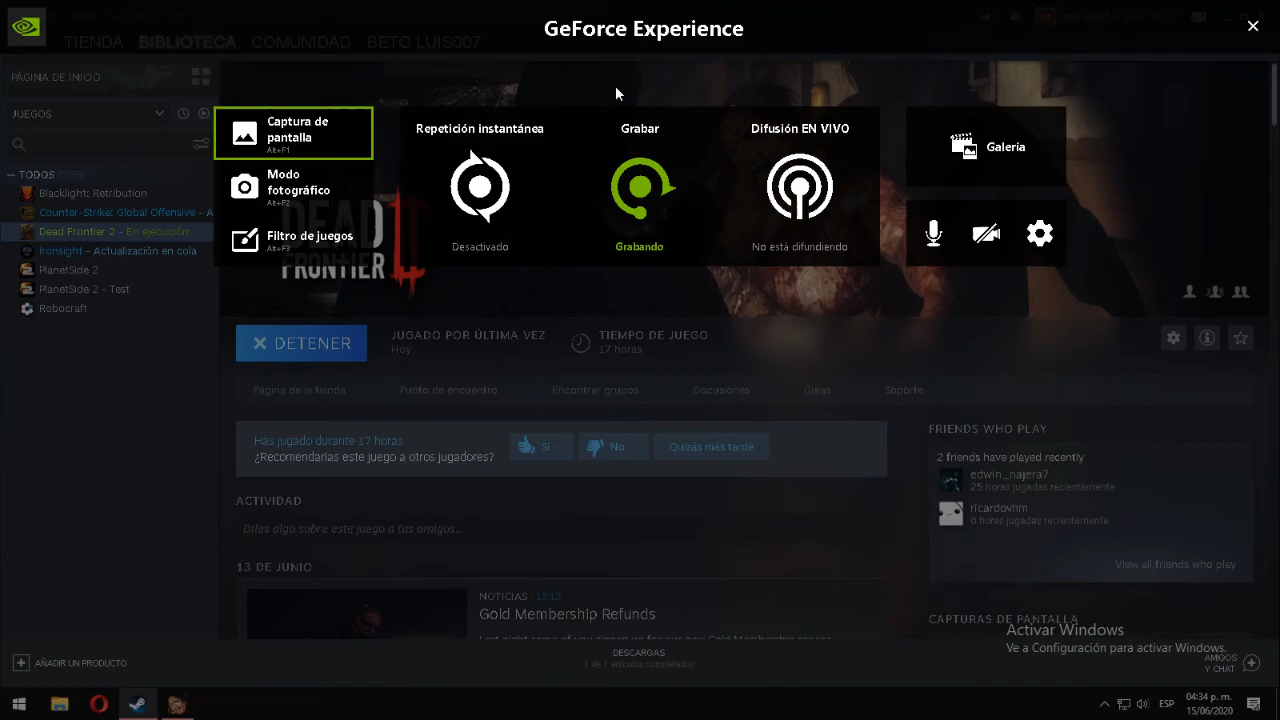 GeForce Experience
TIENDA BIBLIOTECA COMUNIDAD BETO LUIS007
PÁGINA DE INICIO
JUEGOS
TODOS
Blacklight: Retribution
Counter-Strike: Global Offensive - A
Dead Frontier 2 - En ejecución
Ironsight - Actualización en cola
PlanetSide 2
PlanetSide 2 - Test
Robocraft
Captura de
pantalla
Alt+F1
Modo
fotográfico
Alt+F2
Filtro de juegos
Alt+F3
Repetición instantánea
Desactivado
Grabar
Grabando
Difusión EN VIVO
No está difundiendo
Galería
DEAD
FRONTIER II
DETENER
JUGADO POR ÚLTIMA VEZ
Hoy
TIEMPO DE JUEGO
17 horas
Página de la tienda
Punto de encuentro
Encontrar grupos
Discusiones
Guías
Soporte
Has jugado durante 17 horas
¿Recomendarías este juego a otros jugadores?
Sí
No
Quizás más tarde
ACTIVIDAD
Diles algo sobre este juego a tus amigos...
13 DE JUNIO
NOTICIAS - 13:13
Gold Membership Refunds
FRIENDS WHO PLAY
2 friends have played recently
edwin_najera7
25 horas jugadas recientemente
ricardovhm
8 horas jugadas recientemente
View all friends who play
CAPTURAS DE PANTALLA
Activar Windows
Ve a Configuración para activar Windows.
AÑADIR UN PRODUCTO
DESCARGAS
1 de 1 artículos completados
AMIGOS
Y CHAT
ESP
04:34 p. m.
15/06/2020